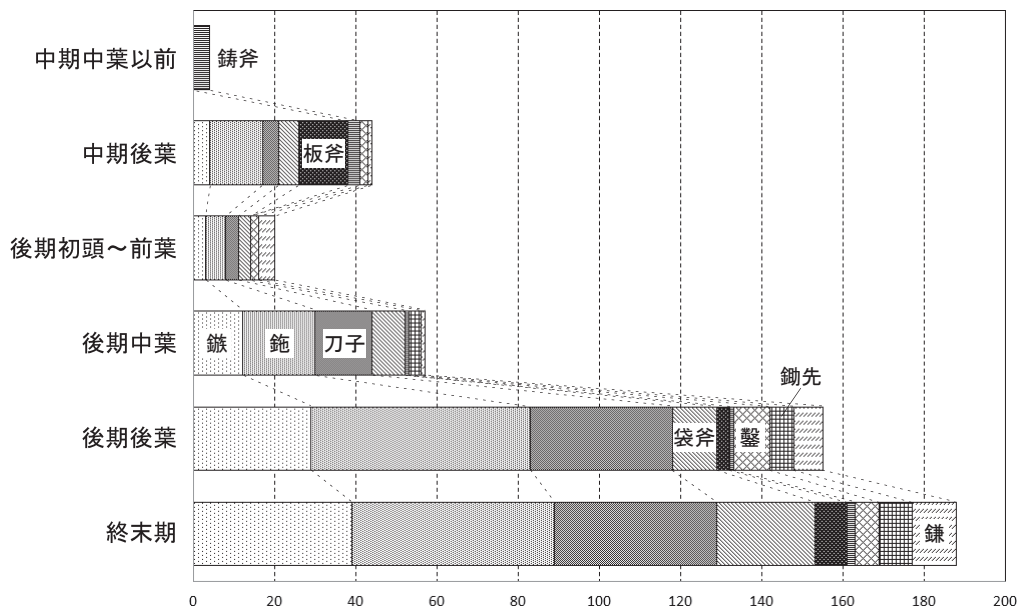 中期中葉以前
鋳斧
中期後葉
板斧
後期初頭～前葉
後期中葉
鏃
鉇
刀子
鋤先
後期後葉
袋斧
鑿
終末期
鎌
0 20 40 60 80 100 120 140 160 180 200